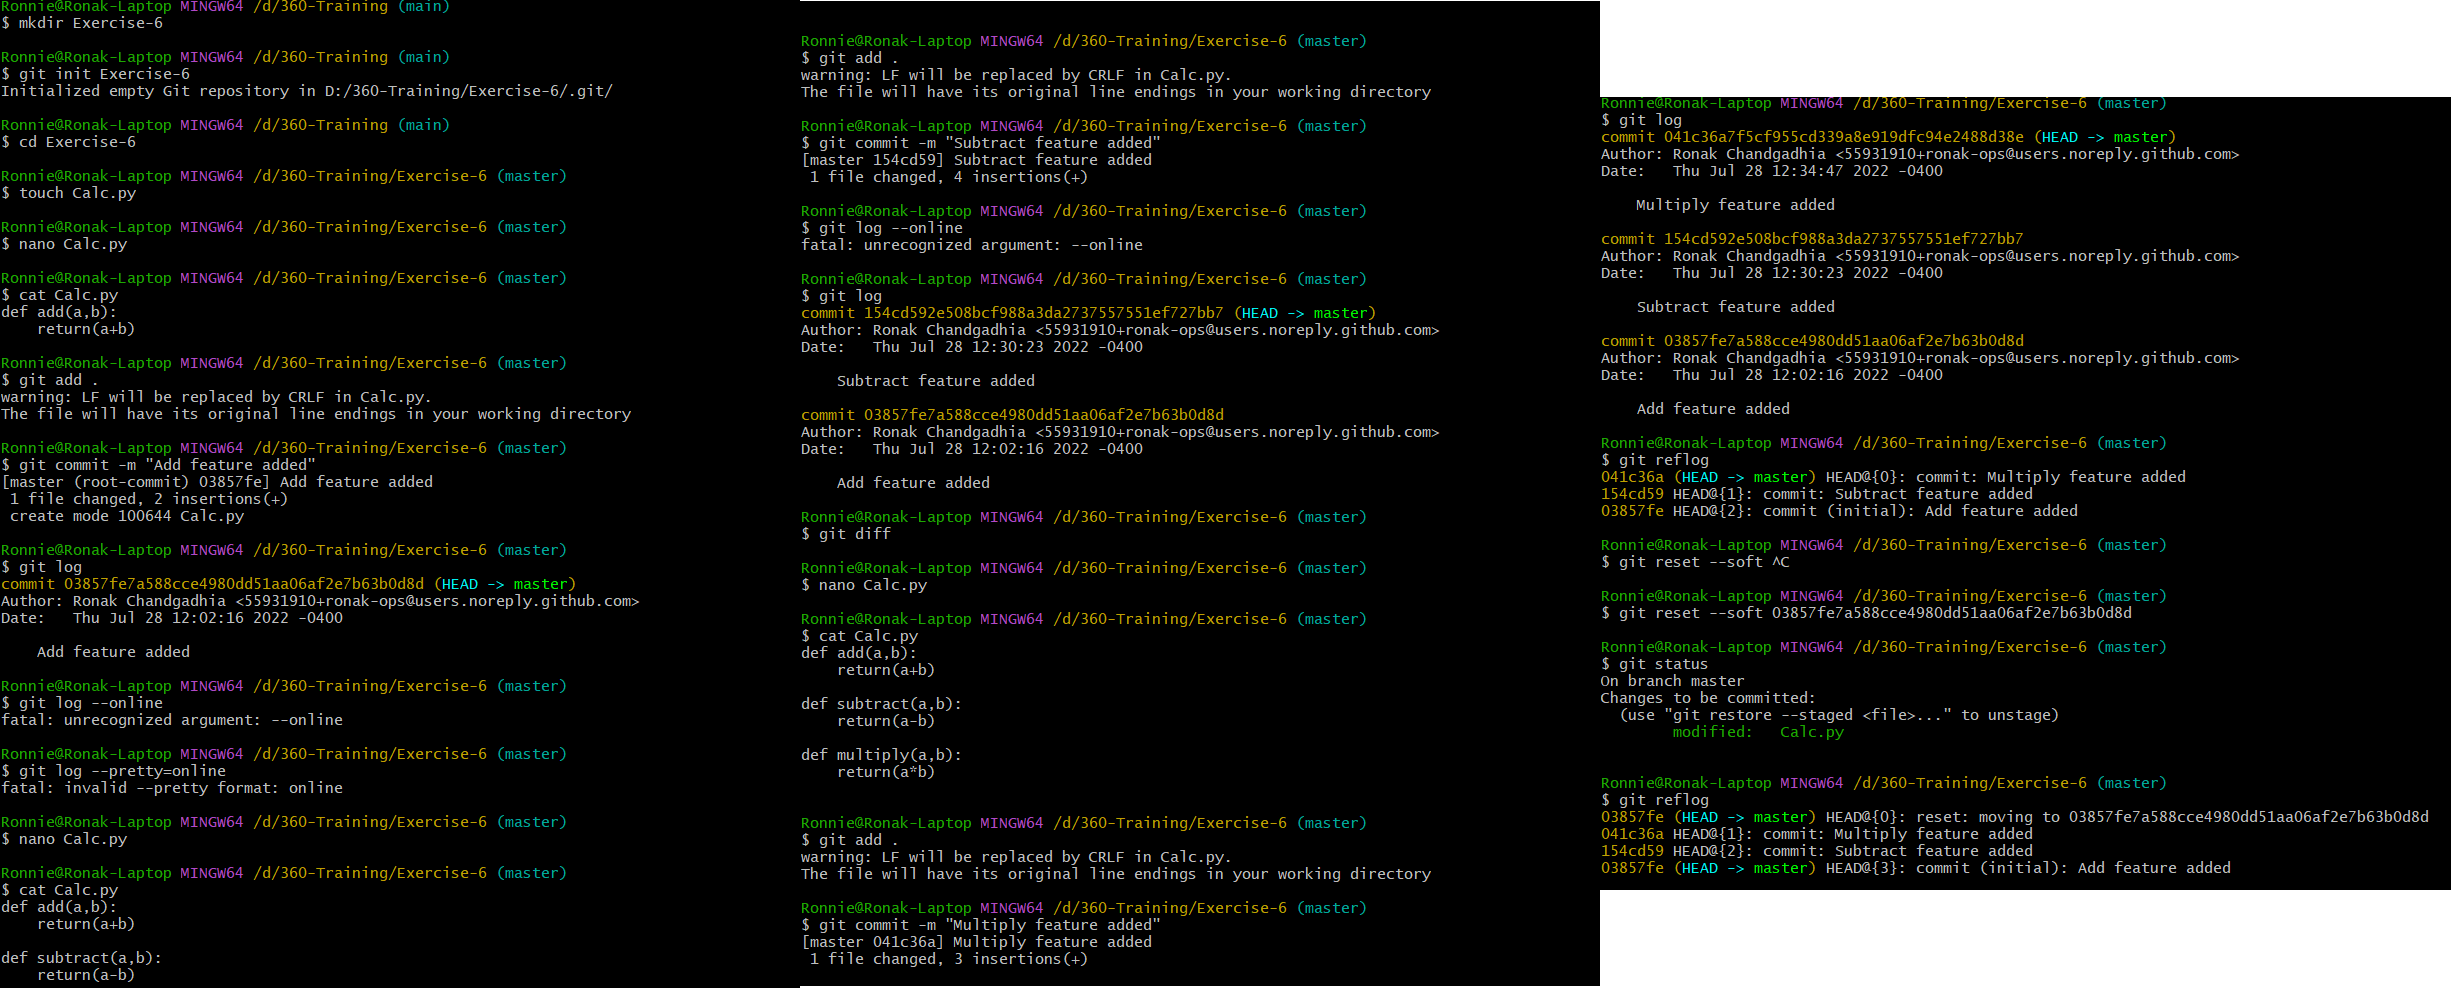 Ronnie@Ronak-Laptop MINGW64 /d/360-Training (main)
$ mkdir Exercise-6
Ronnie@Ronak-Laptop MINGW64 /d/360-Training (main)
$ git init Exercise-6
Initialized empty Git repository in D:/360-Training/Exercise-6/.git/
Ronnie@Ronak-Laptop MINGW64 /d/360-Training (main)
$ cd Exercise-6
Ronnie@Ronak-Laptop MINGW64 /d/360-Training/Exercise-6 (master)
$ touch Calc.py
Ronnie@Ronak-Laptop MINGW64 /d/360-Training/Exercise-6 (master)
$ nano Calc.py
Ronnie@Ronak-Laptop MINGW64 /d/360-Training/Exercise-6 (master)
$ cat Calc.py
def add(a,b):
    return(a+b)
Ronnie@Ronak-Laptop MINGW64 /d/360-Training/Exercise-6 (master)
$ git add .
warning: LF will be replaced by CRLF in Calc.py.
The file will have its original line endings in your working directory
Ronnie@Ronak-Laptop MINGW64 /d/360-Training/Exercise-6 (master)
$ git commit -m "Add feature added"
[master (root-commit) 03857fe] Add feature added
 1 file changed, 2 insertions(+)
 create mode 100644 Calc.py
Ronnie@Ronak-Laptop MINGW64 /d/360-Training/Exercise-6 (master)
$ git log
commit 03857fe7a588cce4980dd51aa06af2e7b63b0d8d (HEAD -> master)
Author: Ronak Chandgadhia <55931910+ronak-ops@users.noreply.github.com>
Date:   Thu Jul 28 12:02:16 2022 -0400
    Add feature added
Ronnie@Ronak-Laptop MINGW64 /d/360-Training/Exercise-6 (master)
$ git log --online
fatal: unrecognized argument: --online
Ronnie@Ronak-Laptop MINGW64 /d/360-Training/Exercise-6 (master)
$ git log --pretty=online
fatal: invalid --pretty format: online
Ronnie@Ronak-Laptop MINGW64 /d/360-Training/Exercise-6 (master)
$ nano Calc.py
Ronnie@Ronak-Laptop MINGW64 /d/360-Training/Exercise-6 (master)
$ cat Calc.py
def add(a,b):
    return(a+b)
def subtract(a,b):
    return(a-b)
Ronnie@Ronak-Laptop MINGW64 /d/360-Training/Exercise-6 (master)
$ git add .
warning: LF will be replaced by CRLF in Calc.py.
The file will have its original line endings in your working directory
Ronnie@Ronak-Laptop MINGW64 /d/360-Training/Exercise-6 (master)
$ git commit -m "Subtract feature added"
[master 154cd59] Subtract feature added
 1 file changed, 4 insertions(+)
Ronnie@Ronak-Laptop MINGW64 /d/360-Training/Exercise-6 (master)
$ git log --online
fatal: unrecognized argument: --online
Ronnie@Ronak-Laptop MINGW64 /d/360-Training/Exercise-6 (master)
$ git log
commit 154cd592e508bcf988a3da2737557551ef727bb7 (HEAD -> master)
Author: Ronak Chandgadhia <55931910+ronak-ops@users.noreply.github.com>
Date:   Thu Jul 28 12:30:23 2022 -0400
    Subtract feature added
commit 03857fe7a588cce4980dd51aa06af2e7b63b0d8d
Author: Ronak Chandgadhia <55931910+ronak-ops@users.noreply.github.com>
Date:   Thu Jul 28 12:02:16 2022 -0400
    Add feature added
Ronnie@Ronak-Laptop MINGW64 /d/360-Training/Exercise-6 (master)
$ git diff
Ronnie@Ronak-Laptop MINGW64 /d/360-Training/Exercise-6 (master)
$ nano Calc.py
Ronnie@Ronak-Laptop MINGW64 /d/360-Training/Exercise-6 (master)
$ cat Calc.py
def add(a,b):
    return(a+b)
def subtract(a,b):
    return(a-b)
def multiply(a,b):
    return(a*b)
Ronnie@Ronak-Laptop MINGW64 /d/360-Training/Exercise-6 (master)
$ git add .
warning: LF will be replaced by CRLF in Calc.py.
The file will have its original line endings in your working directory
Ronnie@Ronak-Laptop MINGW64 /d/360-Training/Exercise-6 (master)
$ git commit -m "Multiply feature added"
[master 041c36a] Multiply feature added
 1 file changed, 3 insertions(+)
Ronnie@Ronak-Laptop MINGW64 /d/360-Training/Exercise-6 (master)
$ git log
commit 041c36a7f5cf955cd339a8e919dfc94e2488d38e (HEAD -> master)
Author: Ronak Chandgadhia <55931910+ronak-ops@users.noreply.github.com>
Date:   Thu Jul 28 12:34:47 2022 -0400
    Multiply feature added
commit 154cd592e508bcf988a3da2737557551ef727bb7
Author: Ronak Chandgadhia <55931910+ronak-ops@users.noreply.github.com>
Date:   Thu Jul 28 12:30:23 2022 -0400
    Subtract feature added
commit 03857fe7a588cce4980dd51aa06af2e7b63b0d8d
Author: Ronak Chandgadhia <55931910+ronak-ops@users.noreply.github.com>
Date:   Thu Jul 28 12:02:16 2022 -0400
    Add feature added
Ronnie@Ronak-Laptop MINGW64 /d/360-Training/Exercise-6 (master)
$ git reflog
041c36a (HEAD -> master) HEAD@{0}: commit: Multiply feature added
154cd59 HEAD@{1}: commit: Subtract feature added
03857fe HEAD@{2}: commit (initial): Add feature added
Ronnie@Ronak-Laptop MINGW64 /d/360-Training/Exercise-6 (master)
$ git reset --soft ^C
Ronnie@Ronak-Laptop MINGW64 /d/360-Training/Exercise-6 (master)
$ git reset --soft 03857fe7a588cce4980dd51aa06af2e7b63b0d8d
Ronnie@Ronak-Laptop MINGW64 /d/360-Training/Exercise-6 (master)
$ git status
On branch master
Changes to be committed:
  (use "git restore --staged <file>..." to unstage)
        modified:   Calc.py
Ronnie@Ronak-Laptop MINGW64 /d/360-Training/Exercise-6 (master)
$ git reflog
03857fe (HEAD -> master) HEAD@{0}: reset: moving to 03857fe7a588cce4980dd51aa06af2e7b63b0d8d
041c36a HEAD@{1}: commit: Multiply feature added
154cd59 HEAD@{2}: commit: Subtract feature added
03857fe (HEAD -> master) HEAD@{3}: commit (initial): Add feature added